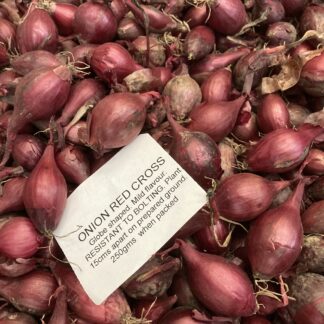 ONION RED CROSS
Globe shaped. Mild flavour.
RESISTANT TO BOLTING. Plant
15cms apart on prepared ground.
250gms when packed